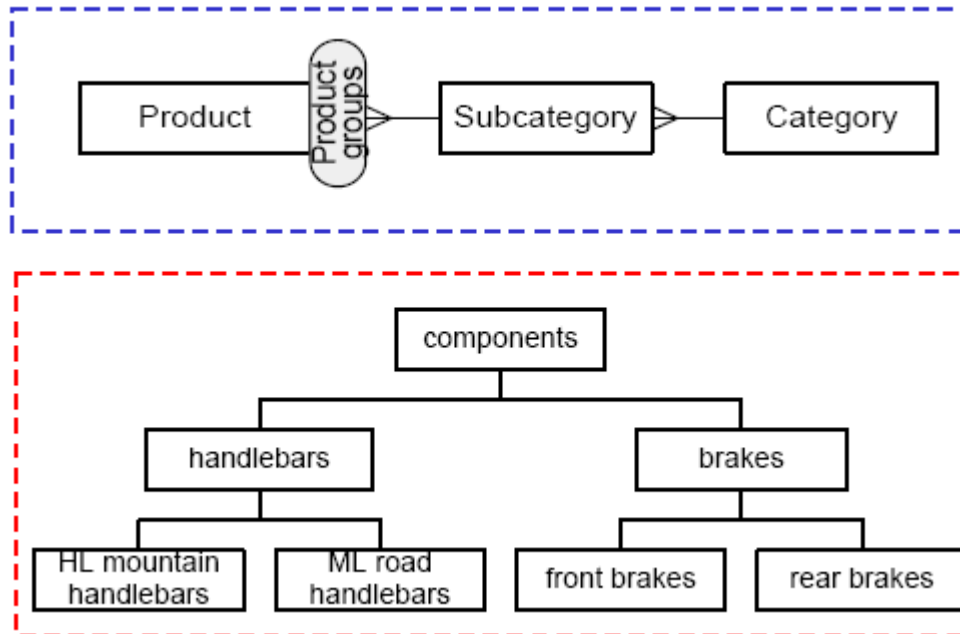 Product
Product
groups
Subcategory
Category
components
handlebars
brakes
HL mountain
handlebars
ML road
handlebars
front brakes
rear brakes